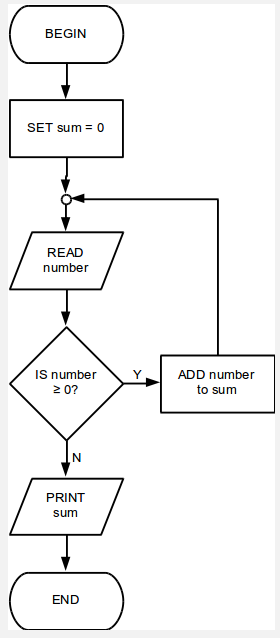 BEGIN
SET sum = 0
READ
number
IS number
≥ 0?
Y
ADD number
to sum
N
PRINT
sum
END